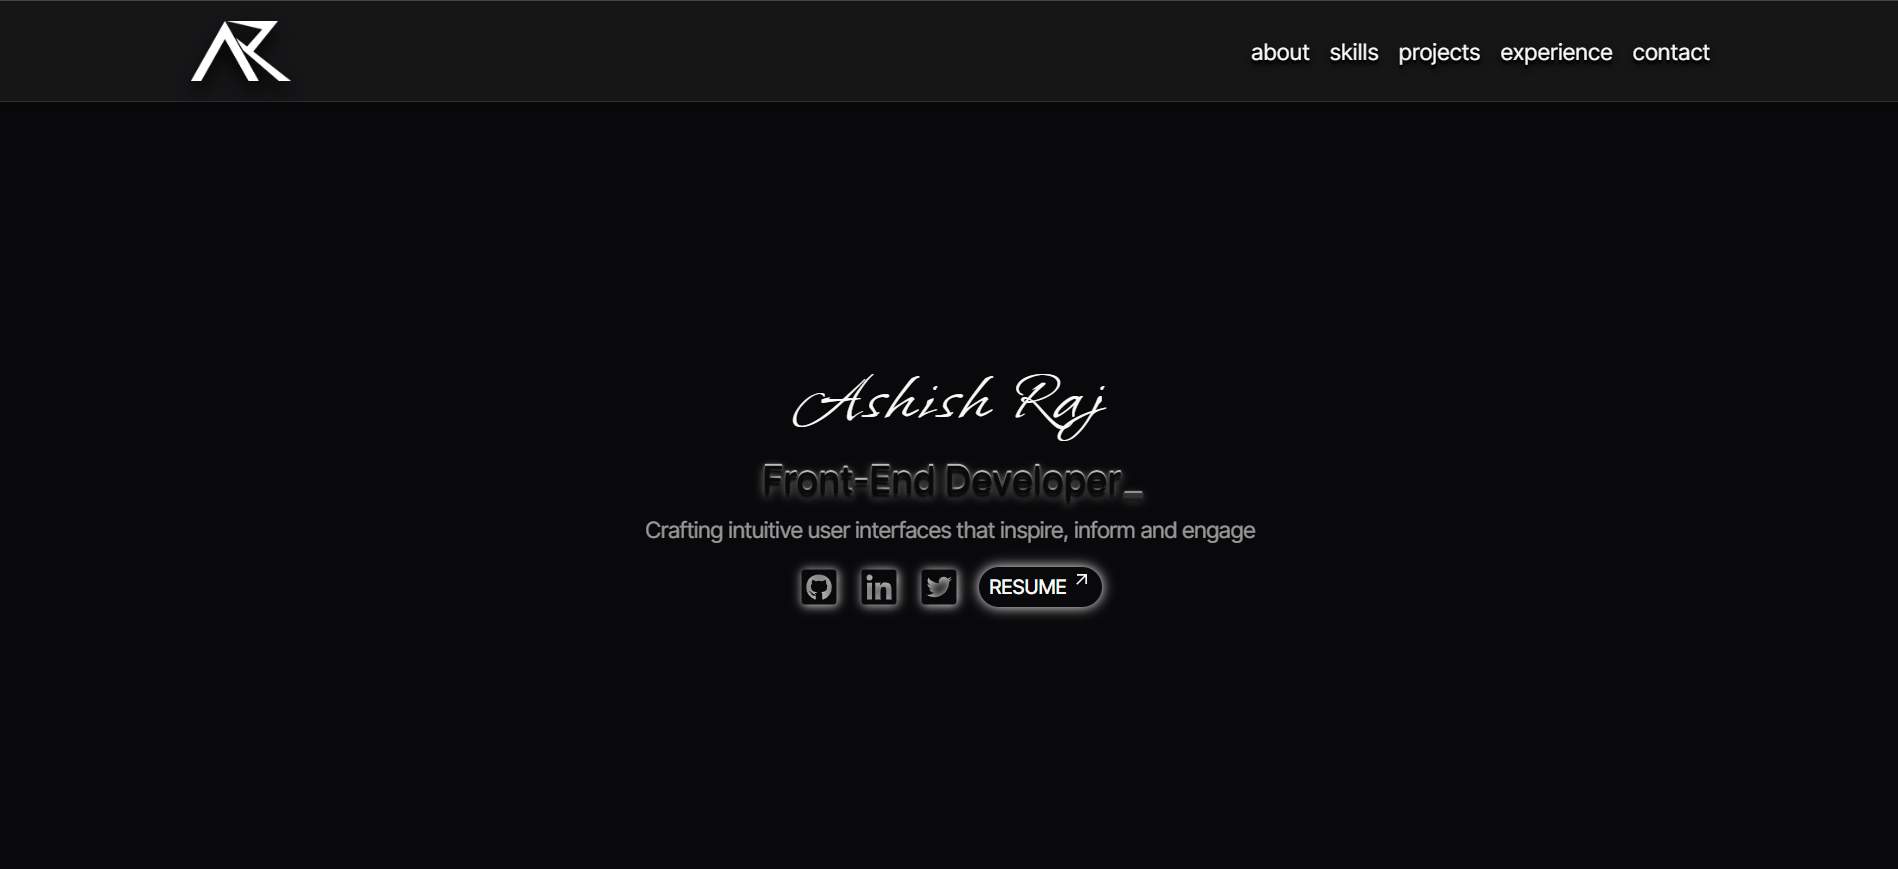 AR
about skills projects experience contact
Ashish Raj
Front-End Developer_
Crafting intuitive user interfaces that inspire, inform and engage
in RESUME